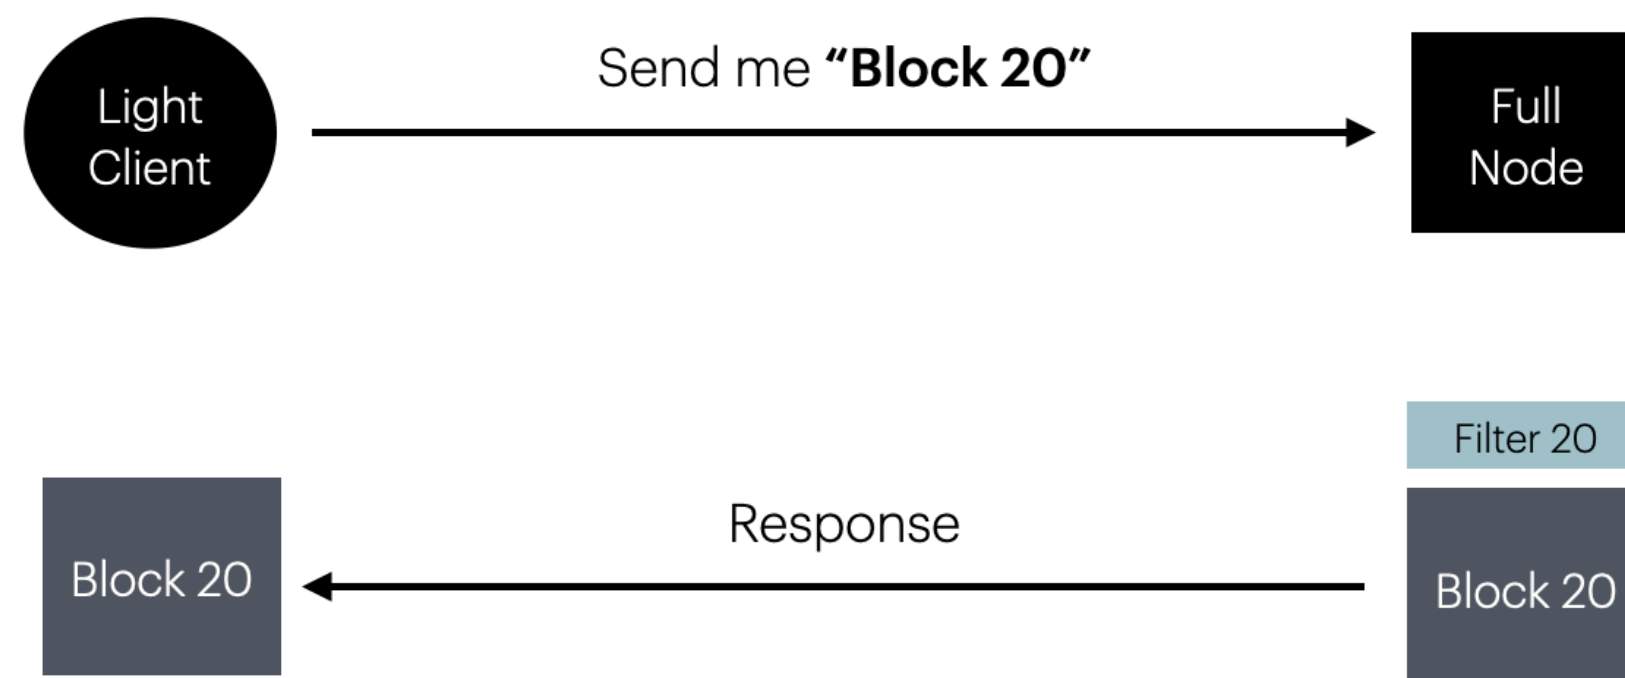 Light
Client
Send me “Block 20”
Full
Node
Filter 20
Block 20
Response
Block 20